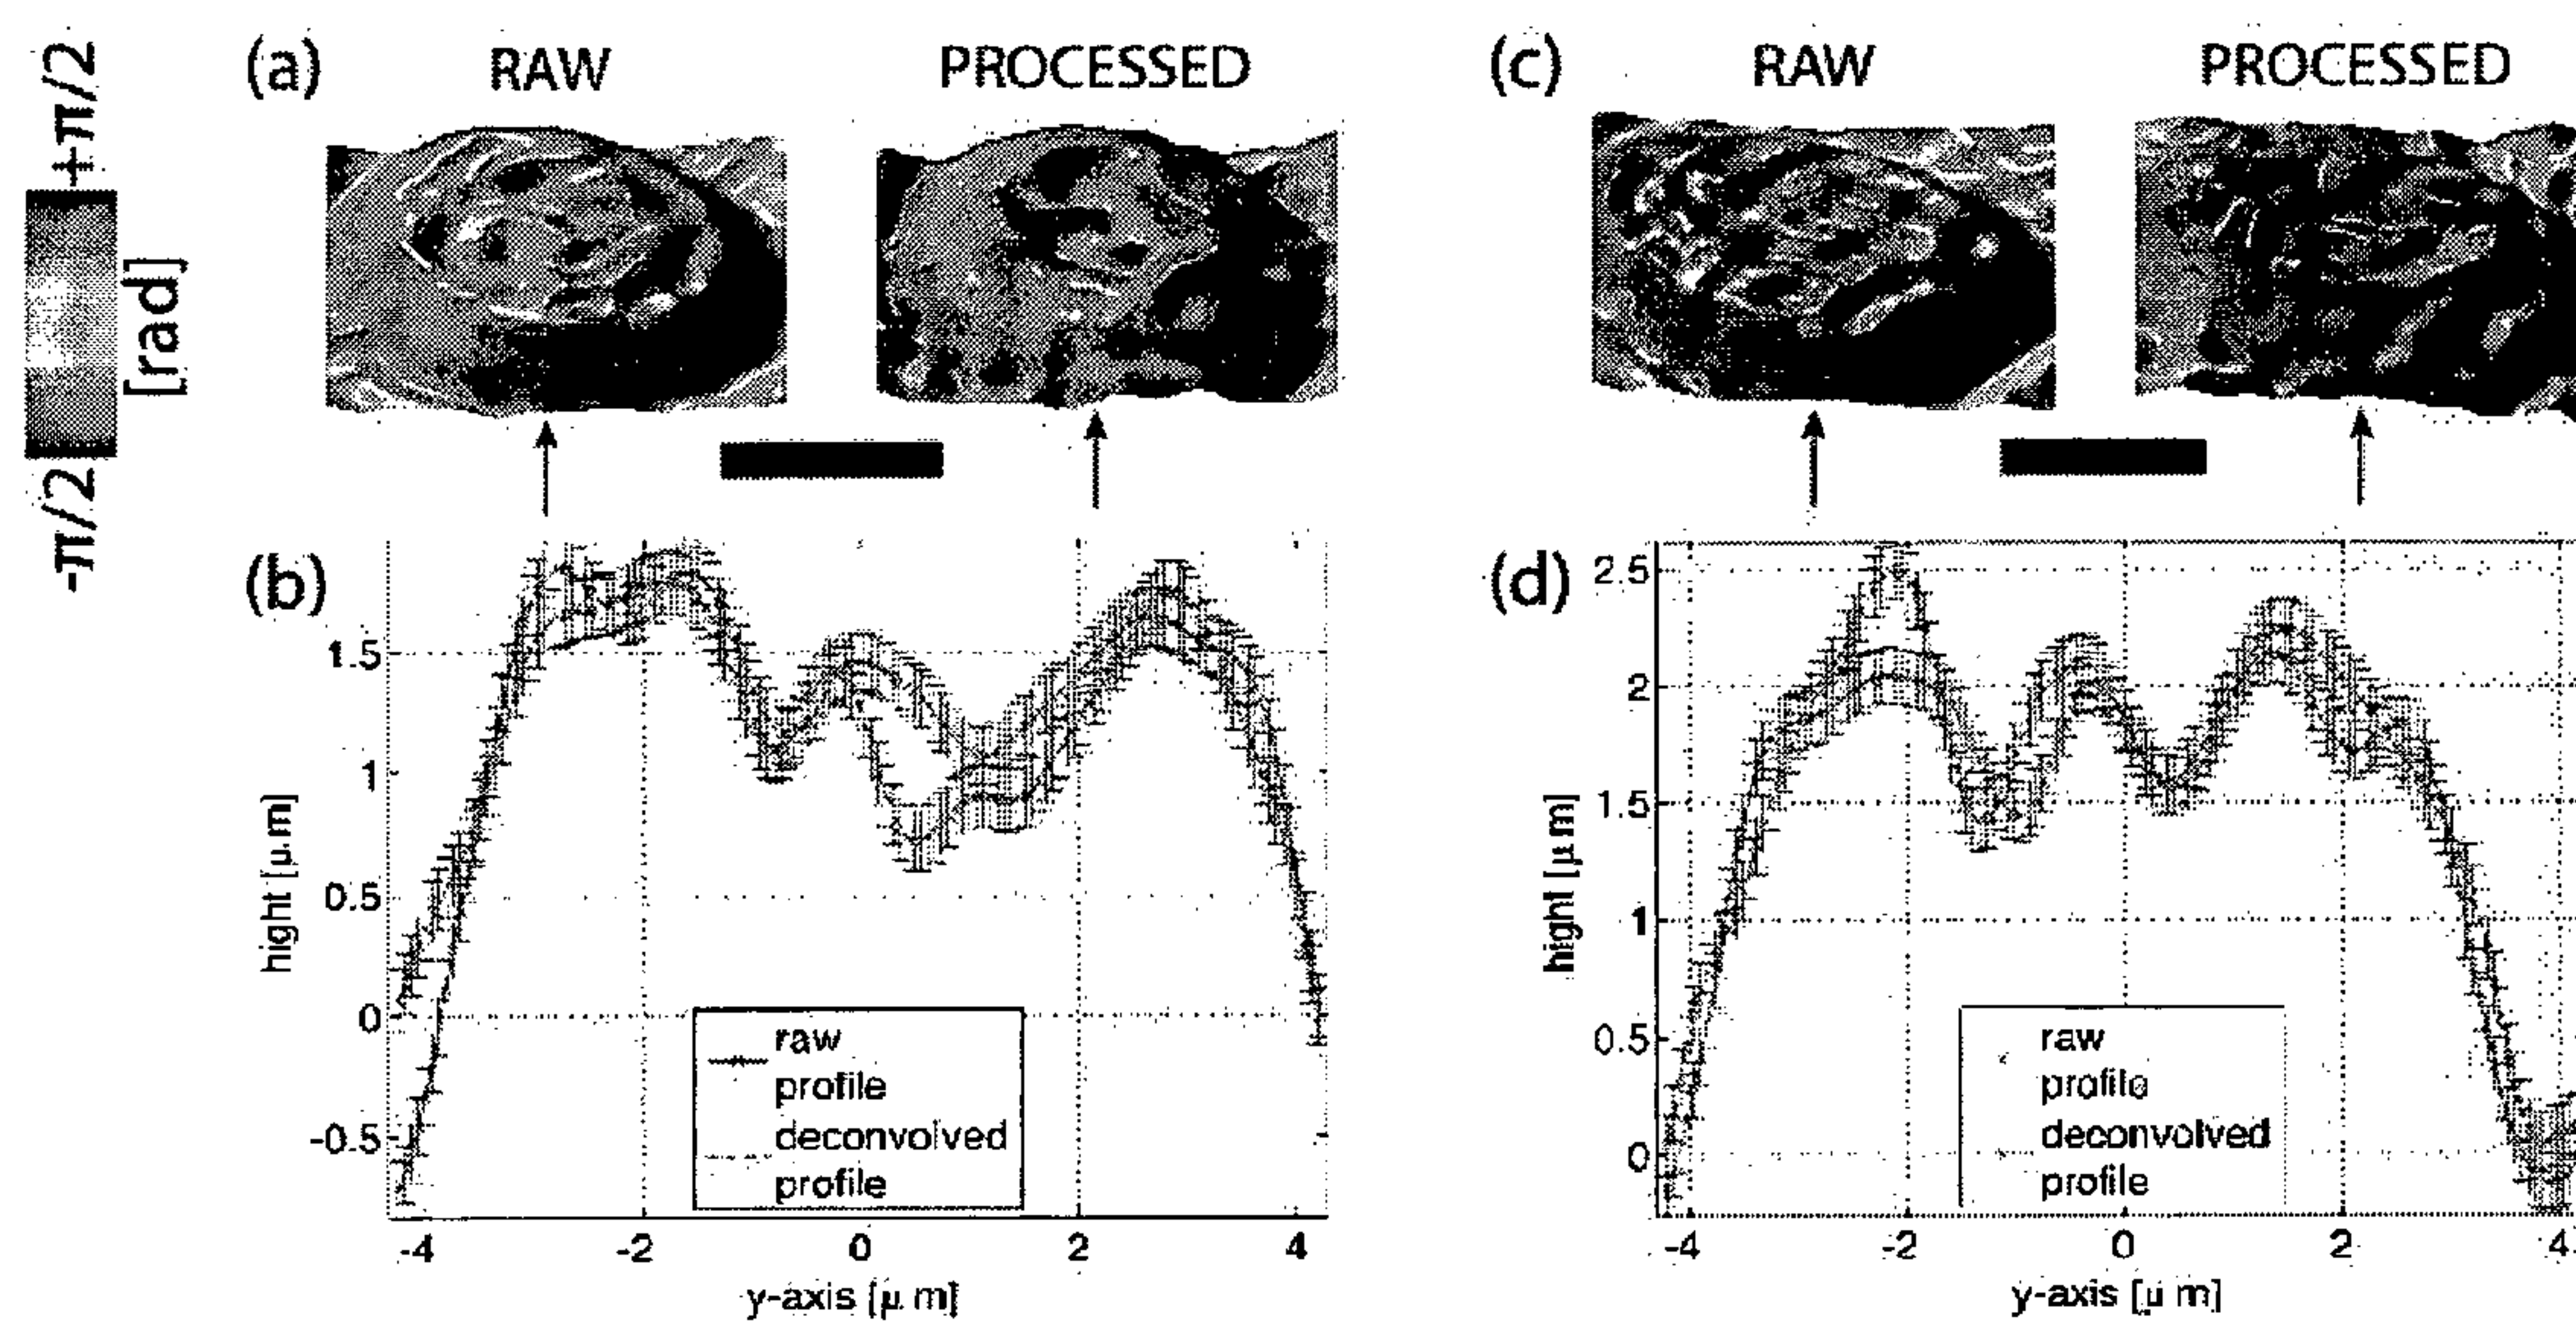 +π/2
[rad]
-π/2
(a) RAW PROCESSED
(c) RAW PROCESSED
(b)
1.5
1
0.5
0
-0.5
hight [μ m]
raw
profile
deconvolved
profile
-4 -2 0 2 4
y-axis [μ m]
(d)
2.5
2
1.5
1
0.5
0
hight [μ m]
raw
profile
deconvolved
profile
-4 -2 0 2 4
y-axis [μ m]